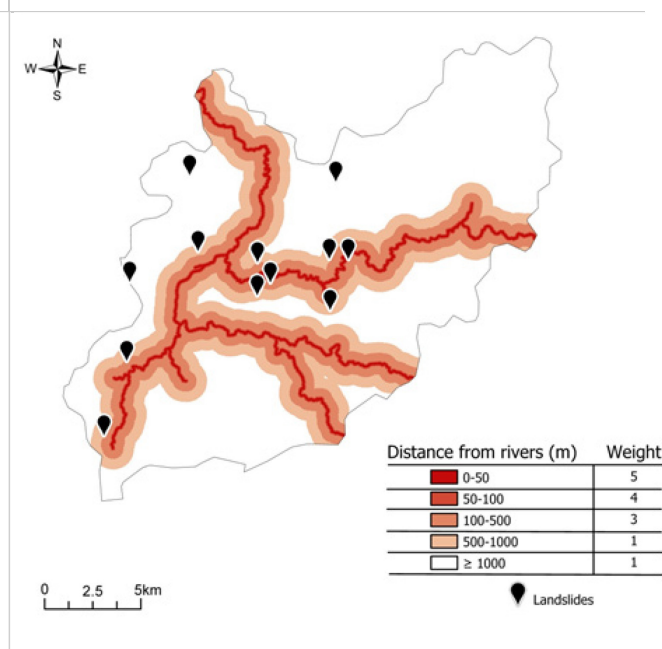 N
W E
S
Distance from rivers (m) Weight
0-50 5
50-100 4
100-500 3
500-1000 1
≥ 1000 1
Landslides
0 2.5 5km